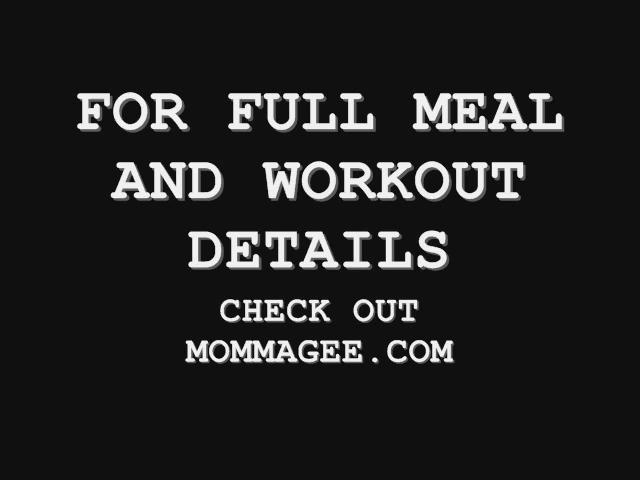 FOR FULL MEAL
AND WORKOUT
DETAILS
CHECK OUT
MOMMAGEE.COM